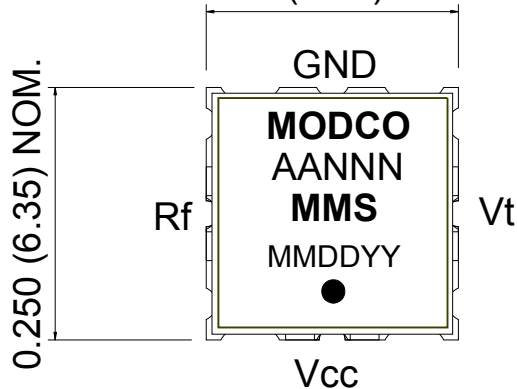 GND
0.250 (6.35) NOM.
MODCO
AANNN
MMS
MMDDYY
Rf
Vt
Vcc